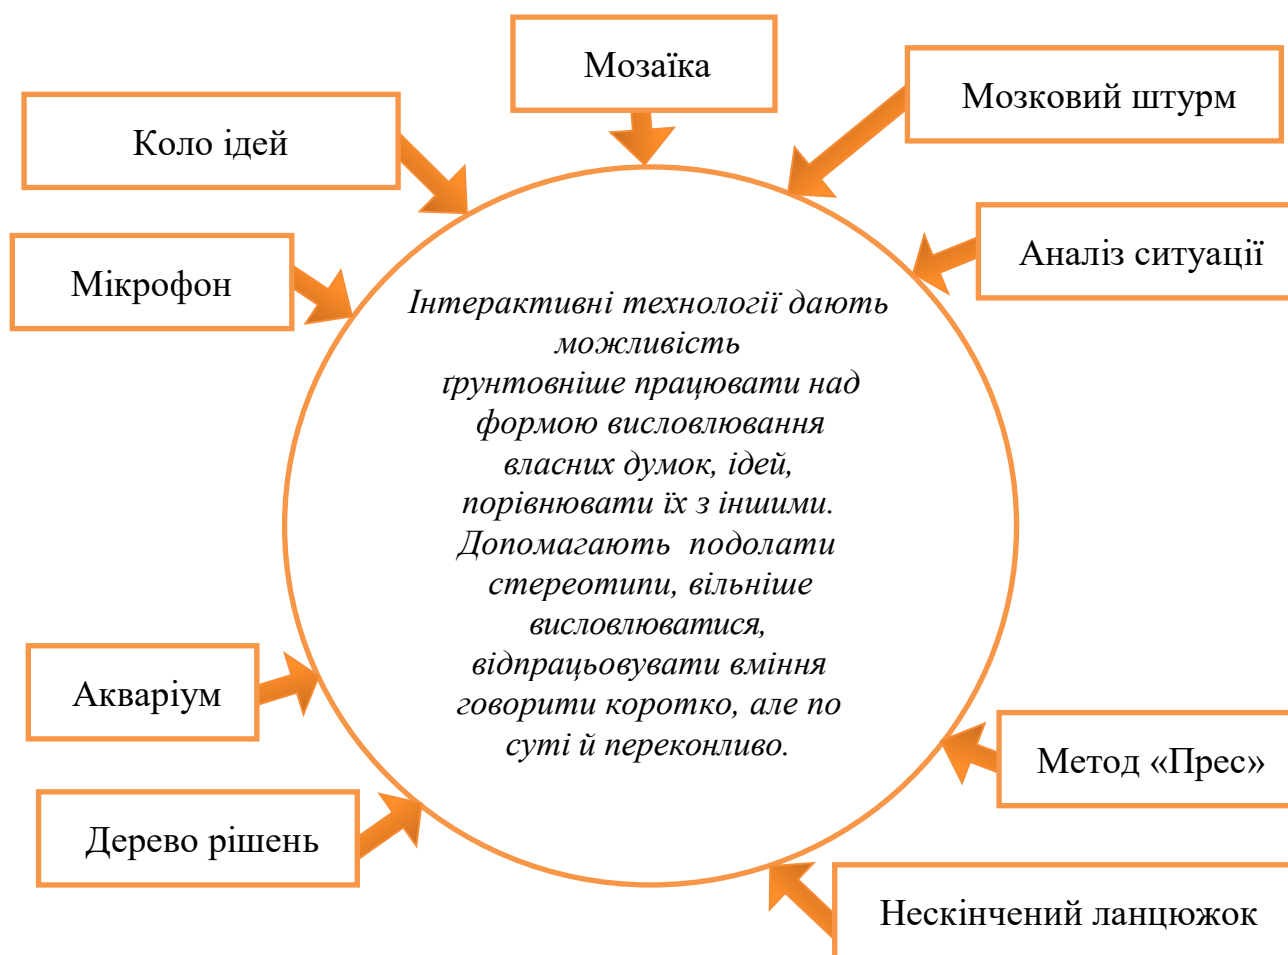 Мозаїка
Мозковий штурм
Коло ідей
Аналіз ситуації
Мікрофон
Інтерактивні технології дають
можливість
ґрунтовніше працювати над
формою висловлювання
власних думок, ідей,
порівнювати їх з іншими.
Допомагають подолати
стереотипи, вільніше
висловлюватися,
відпрацьовувати вміння
говорити коротко, але по
суті й переконливо.
Акваріум
Метод «Прес»
Дерево рішень
Нескінчений ланцюжок